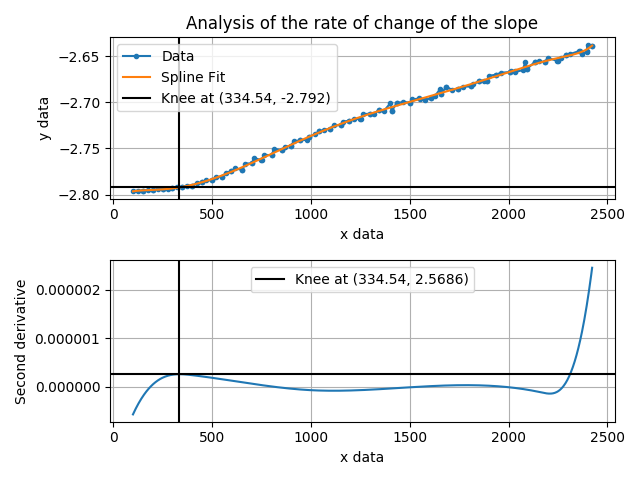 Analysis of the rate of change of the slope
y data
−2.65
−2.70
−2.75
−2.80
Data
Spline Fit
Knee at (334.54, -2.792)
0
500
1000
1500
2000
2500
x data
Second derivative
0.000002
0.000001
0.000000
Knee at (334.54, 2.5686)
0
500
1000
1500
2000
2500
x data